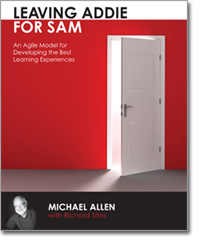 LEAVING ADDIE
FOR SAM
An Agile Model for
Developing the Best
Learning Experiences
MICHAEL ALLEN
with Richard Sites